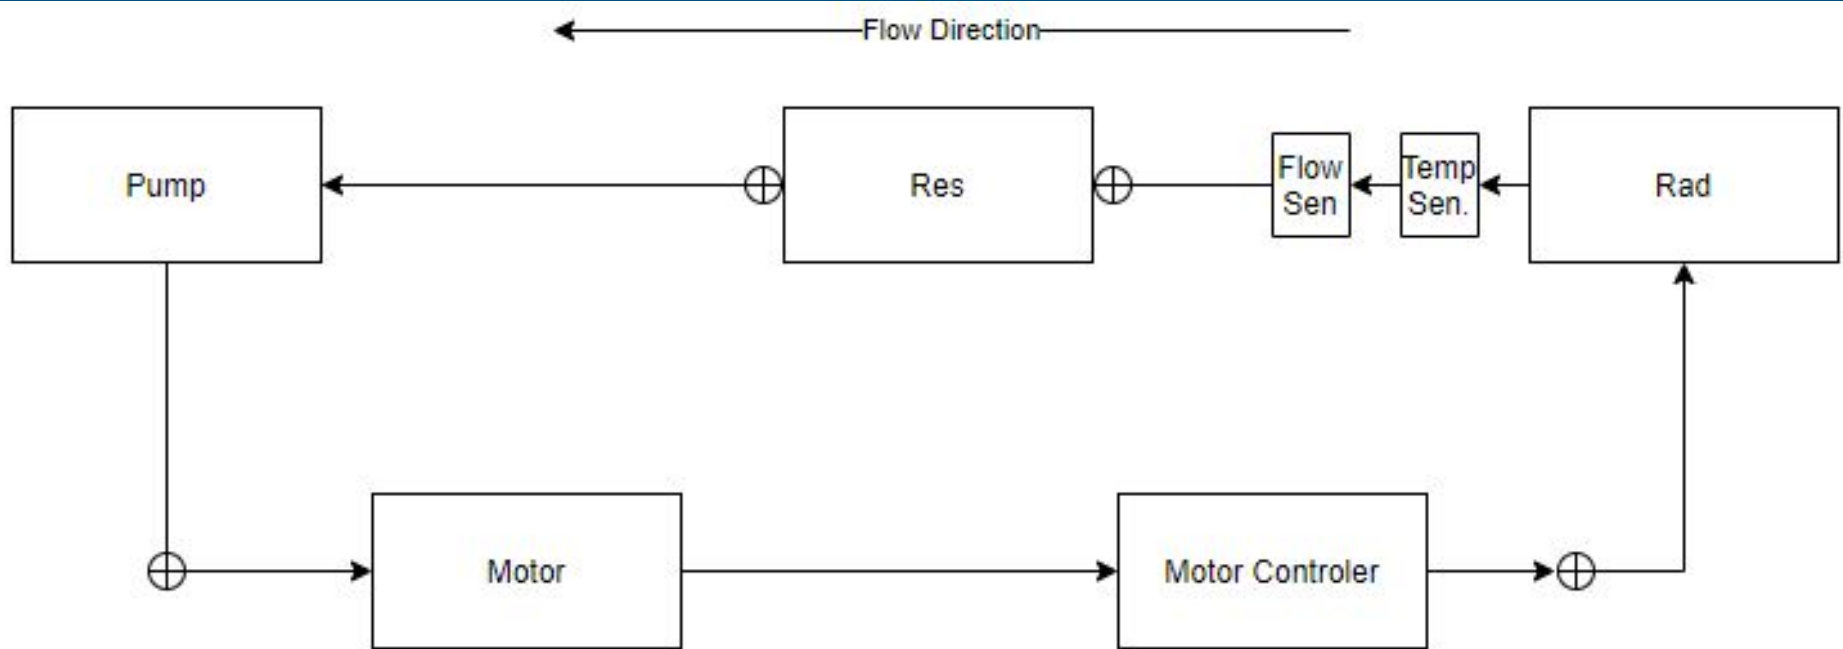 Flow Direction
Pump
Res
Flow
Sen
Temp
Sen.
Rad
Motor
Motor Controler